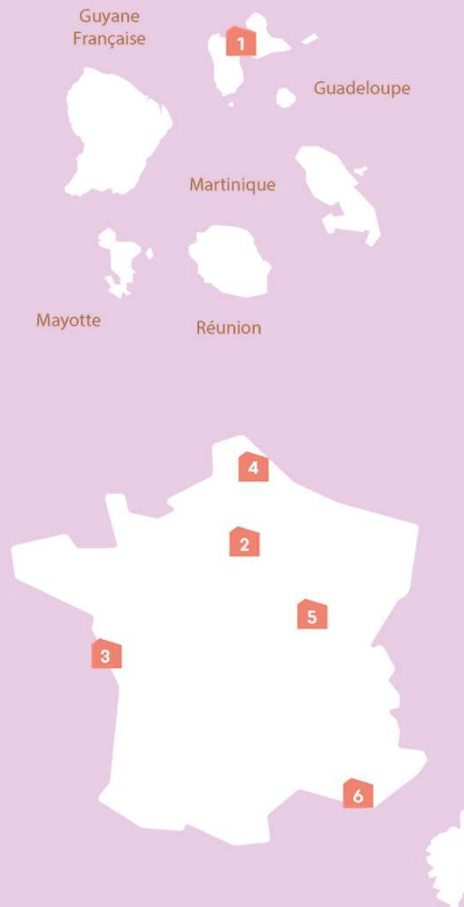 Guyane
Française
1
Guadeloupe
Martinique
Mayotte
Réunion
4
2
5
3
6